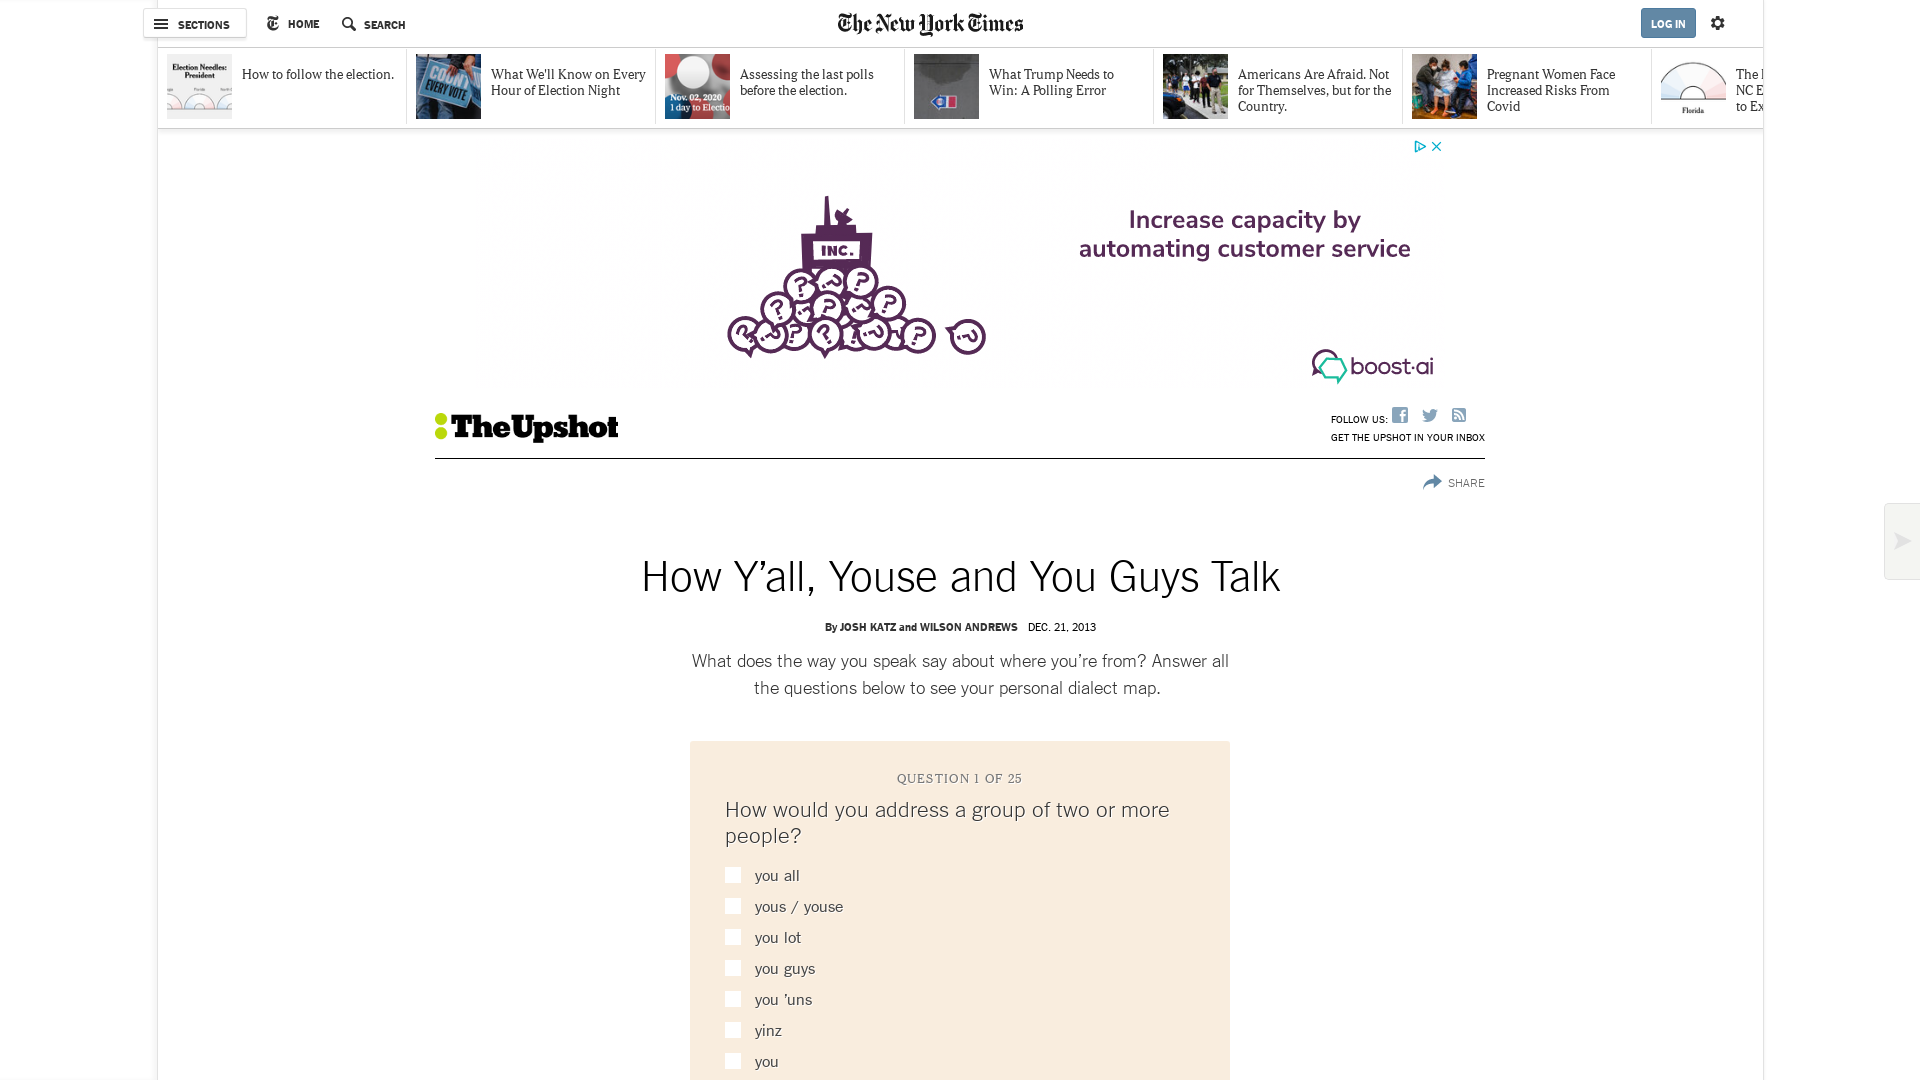 SECTIONS
HOME
SEARCH
The New York Times
LOG IN
Election Needles:
President
How to follow the election.
COUNT
EVERY VOTE
What We'll Know on Every
Hour of Election Night
Nov. 02, 2020
1 day to Electio
Assessing the last polls
before the election.
What Trump Needs to
Win: A Polling Error
Americans Are Afraid. Not
for Themselves, but for the
Country.
Pregnant Women Face
Increased Risks From
Covid
Florida
The
NC E
to Ex
INC.
Increase capacity by
automating customer service
boost.ai
TheUpshot
FOLLOW US:
GET THE UPSHOT IN YOUR INBOX
SHARE
How Y’all, Youse and You Guys Talk
By JOSH KATZ and WILSON ANDREWS DEC. 21, 2013
What does the way you speak say about where you’re from? Answer all
the questions below to see your personal dialect map.
QUESTION 1 OF 25
How would you address a group of two or more
people?
you all
yous / youse
you lot
you guys
you ’uns
yinz
you